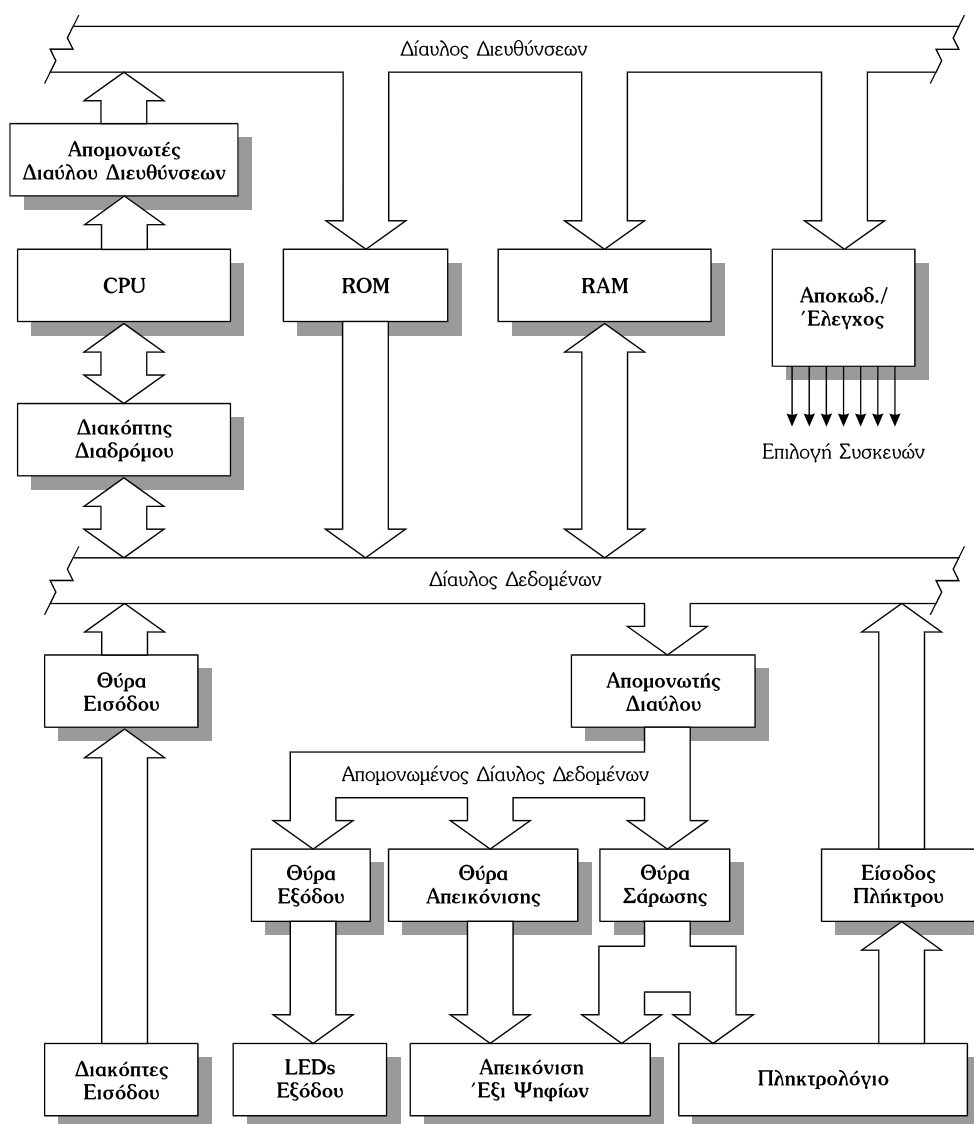 Δίαυλος Διευθύνσεων
Απομονωτές
Διαύλου Διευθύνσεων
CPU
ROM
RAM
Αποκωδ./
Έλεγχος
Διακόπτης
Διαδρόμου
Επιλογή Συσκευών
Δίαυλος Δεδομένων
Θύρα
Εισόδου
Απομονωτής
Διαύλου
Απομονωμένος Δίαυλος Δεδομένων
Θύρα
Εξόδου
Θύρα
Απεικόνισης
Θύρα
Σάρωσης
Είσοδος
Πλήκτρου
Διακόπτες
Εισόδου
LEDs
Εξόδου
Απεικόνιση
Έξι Ψηφίων
Πληκτρολόγιο